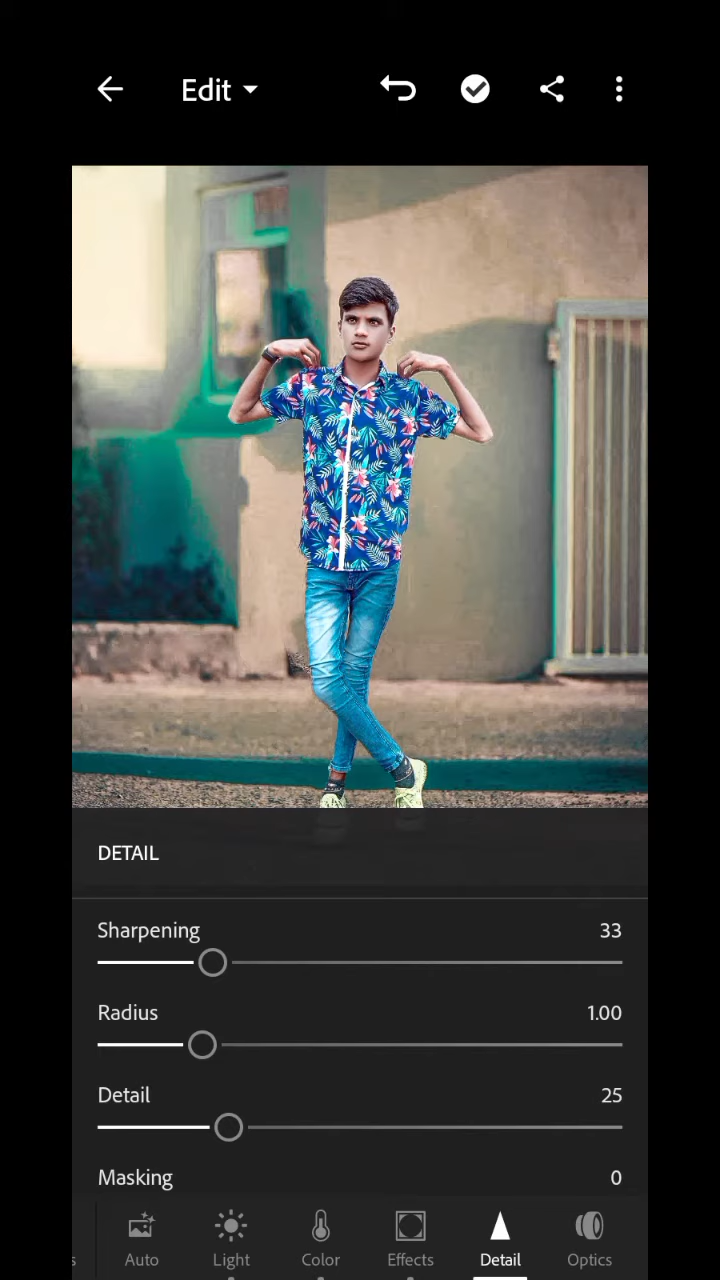 Edit
DETAIL
Sharpening 33
Radius 1.00
Detail 25
Masking 0
s Auto Light Color Effects Detail Optics